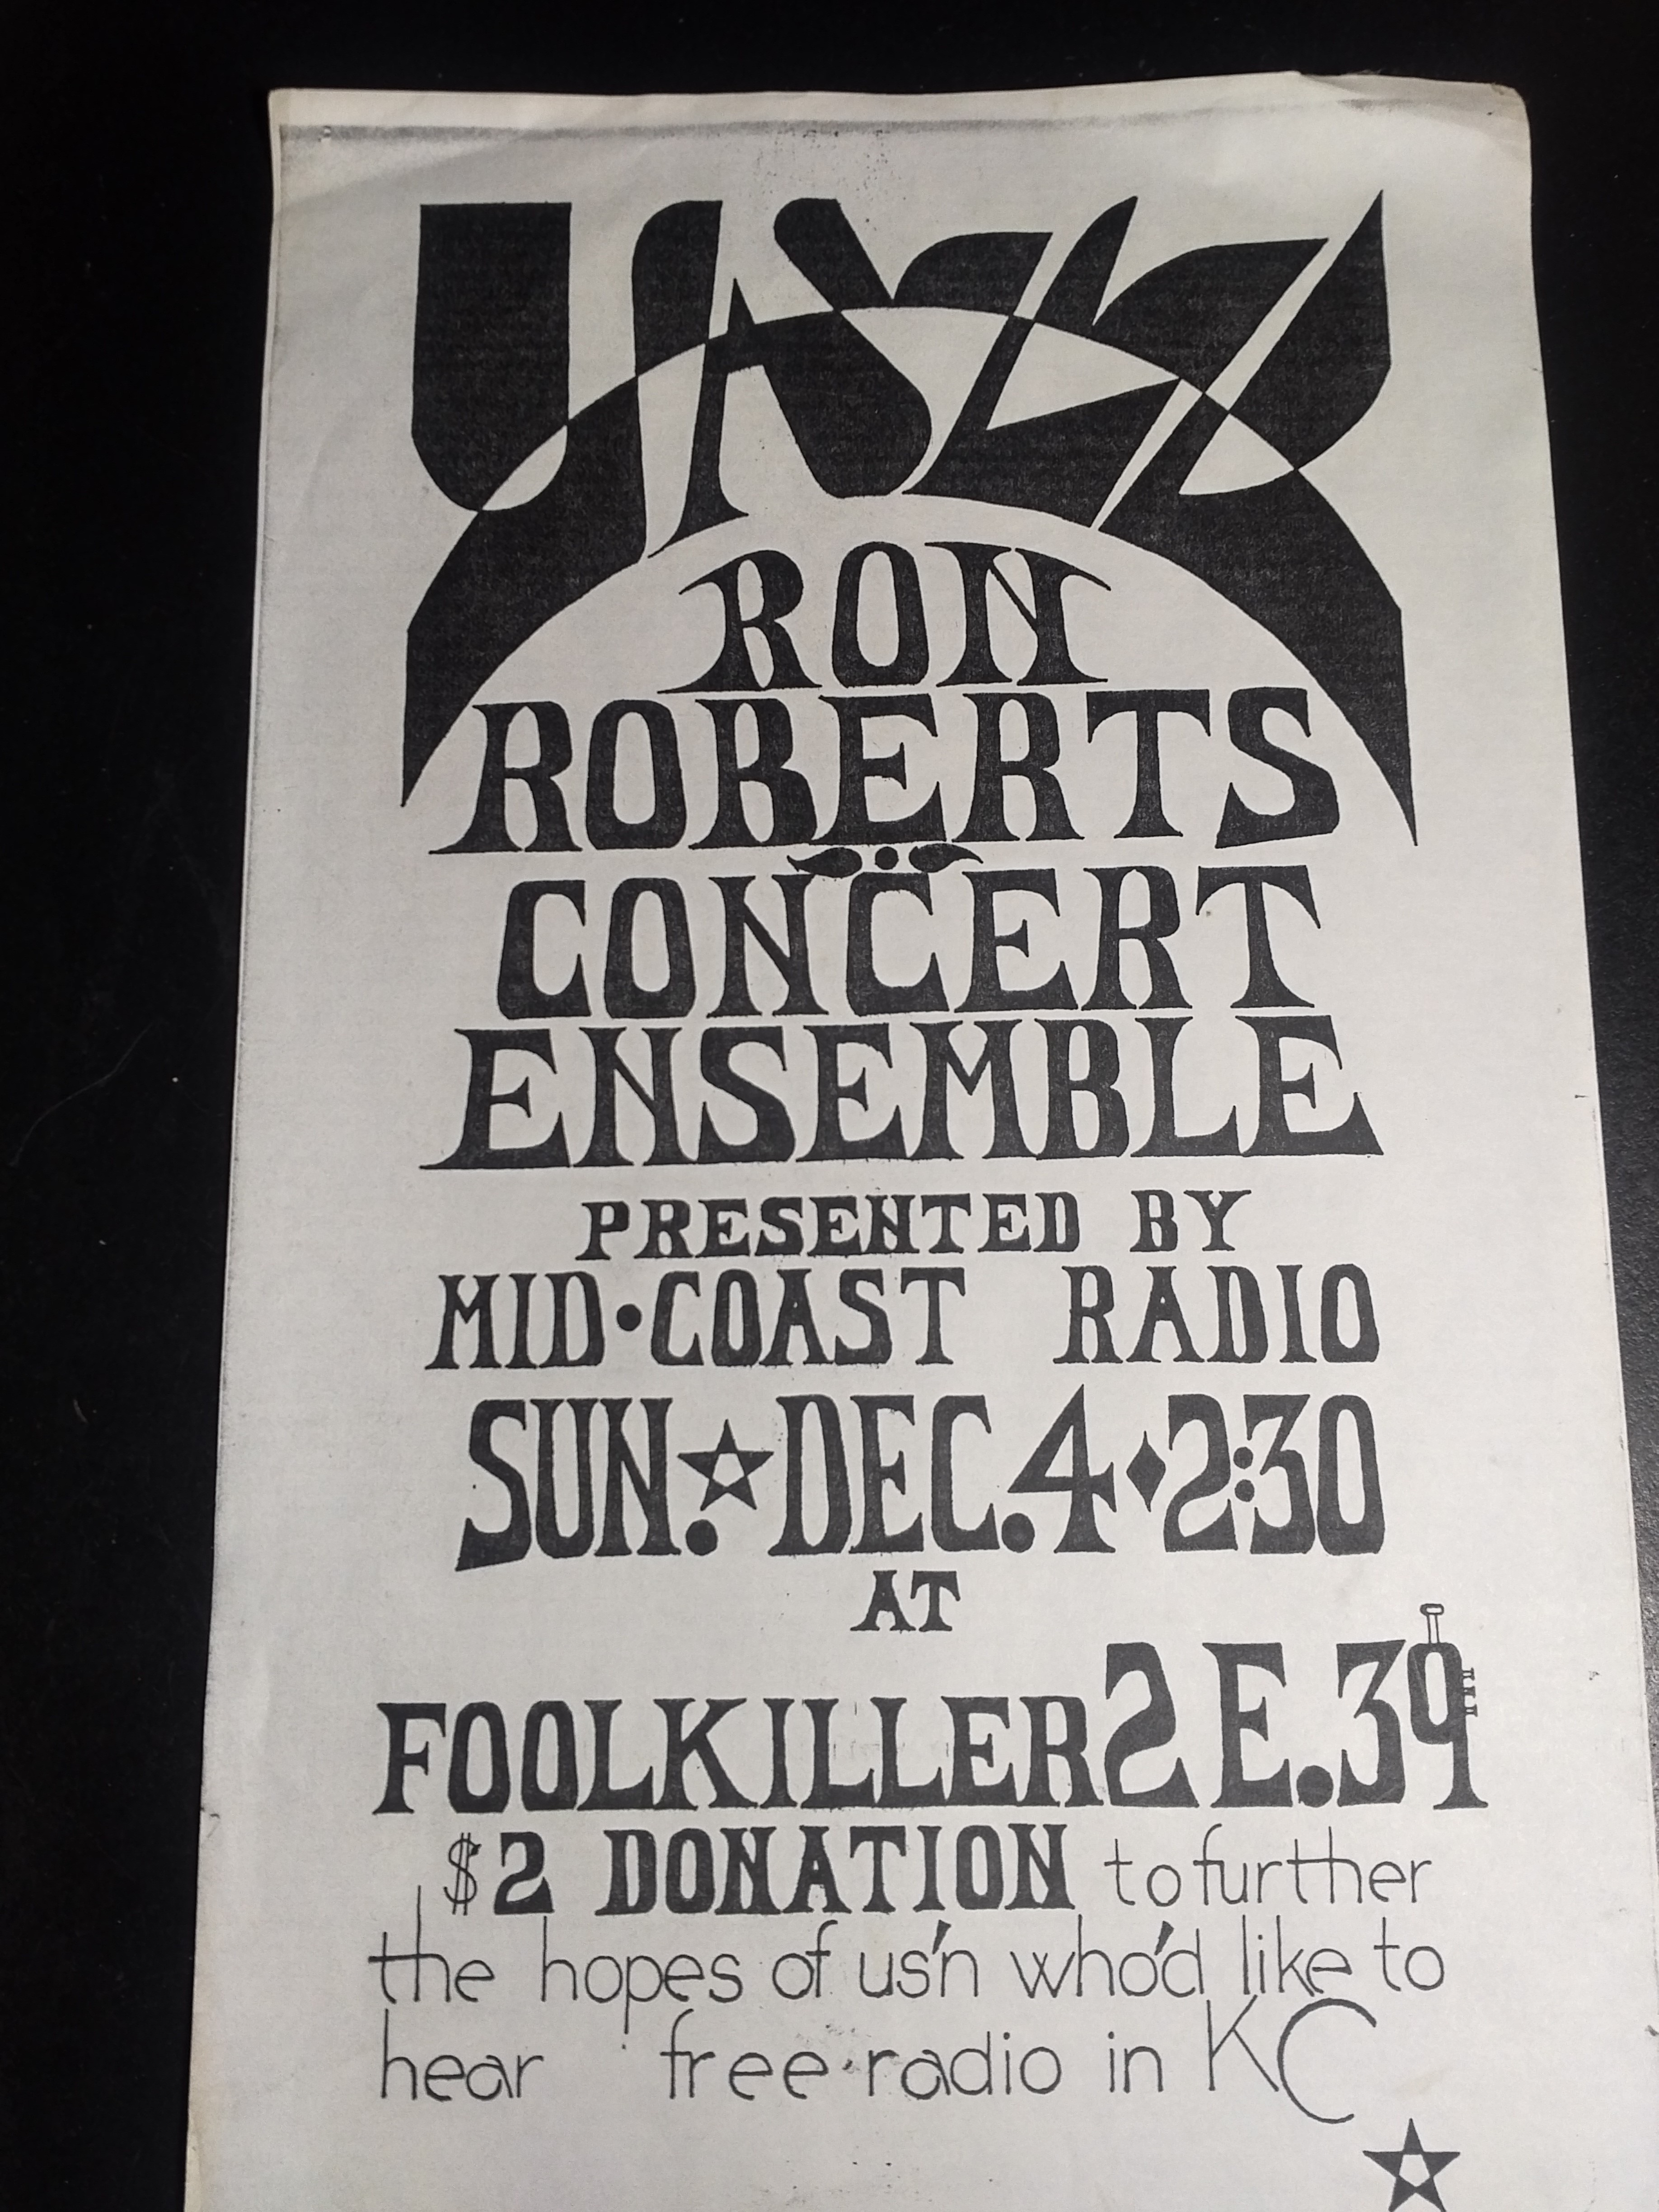 JAZZ
RON
ROBERTS
CONCERT
ENSEMBLE
PRESENTED BY
MID•COAST RADIO
SUN.☆DEC.4♦2:30
AT
FOOLKILLER 2 E.39
$2 DONATION to further
the hopes of us'n who'd like to
hear free•radio in KC